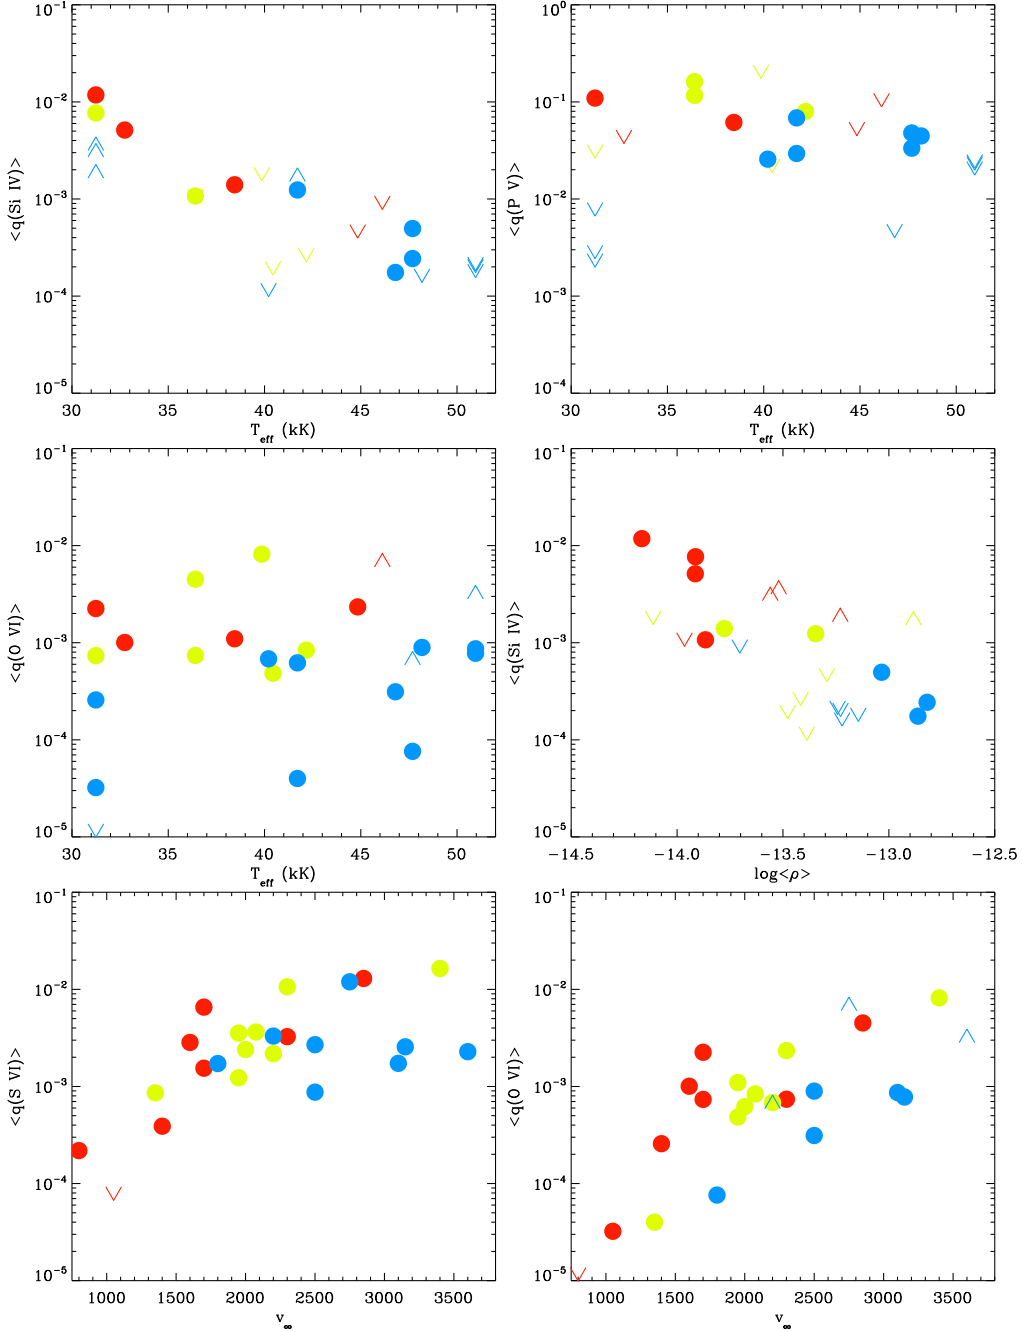 10⁻¹
10⁻²
10⁻³
10⁻⁴
10⁻⁵
<q(Si IV)>
30 35 40 45 50
T_eff (kK)
10⁰
10⁻¹
10⁻²
10⁻³
10⁻⁴
<q(P V)>
30 35 40 45 50
T_eff (kK)
10⁻¹
10⁻²
10⁻³
10⁻⁴
10⁻⁵
<q(O VI)>
30 35 40 45 50
T_eff (kK)
10⁻¹
10⁻²
10⁻³
10⁻⁴
10⁻⁵
<q(Si IV)>
−14.5 −14.0 −13.5 −13.0 −12.5
log<ρ>
10⁻¹
10⁻²
10⁻³
10⁻⁴
10⁻⁵
<q(S VI)>
1000 1500 2000 2500 3000 3500
v_∞
10⁻¹
10⁻²
10⁻³
10⁻⁴
10⁻⁵
<q(O VI)>
1000 1500 2000 2500 3000 3500
v_∞